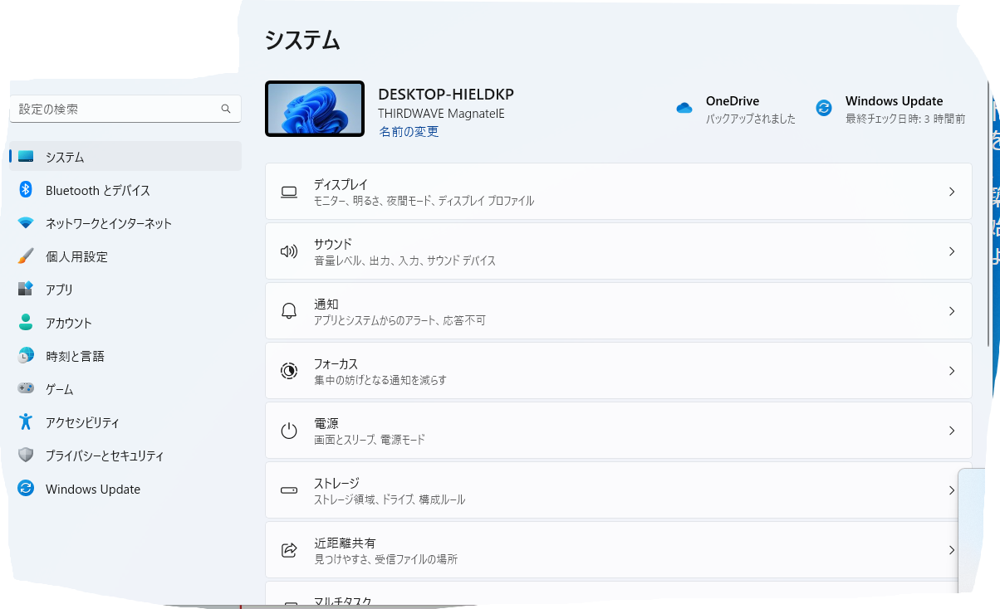 システム
DESKTOP-HIELDKP
THIRDWAVE MagnateIE
名前の変更
OneDrive
バックアップされました
Windows Update
最終チェック日時: 3 時間前
設定の検索
システム
Bluetooth とデバイス
ネットワークとインターネット
個人用設定
アプリ
アカウント
時刻と言語
ゲーム
アクセシビリティ
プライバシーとセキュリティ
Windows Update
ディスプレイ
モニター、明るさ、夜間モード、ディスプレイ プロファイル
サウンド
音量レベル、出力、入力、サウンド デバイス
通知
アプリとシステムからのアラート、応答不可
フォーカス
集中の妨げとなる通知を減らす
電源
画面とスリープ、電源モード
ストレージ
ストレージ領域、ドライブ、構成ルール
近距離共有
見つけやすさ、受信ファイルの場所
マルチタスク